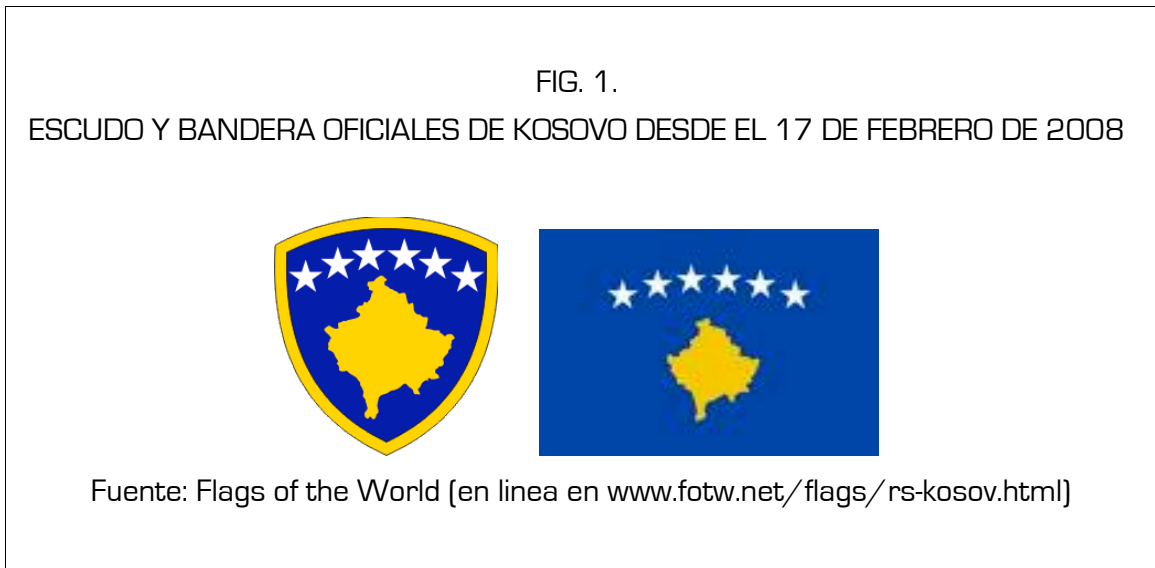 FIG. 1.
ESCUDO Y BANDERA OFICIALES DE KOSOVO DESDE EL 17 DE FEBRERO DE 2008
Fuente: Flags of the World (en linea en www.fotw.net/flags/rs-kosov.html)